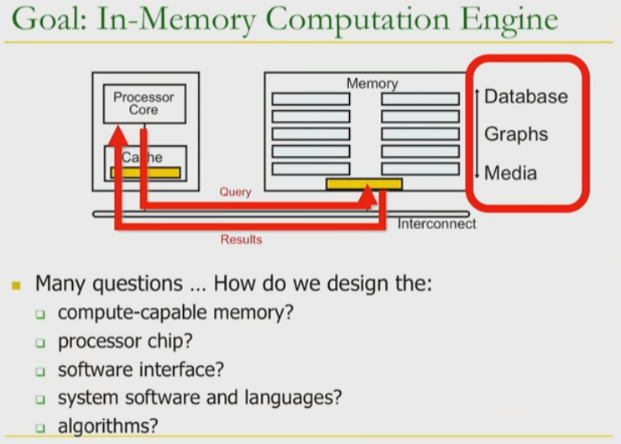 Goal: In-Memory Computation Engine
Processor
Core
Cache
Memory
Database
Graphs
Media
Query
Interconnect
Results
Many questions ... How do we design the:
compute-capable memory?
processor chip?
software interface?
system software and languages?
algorithms?